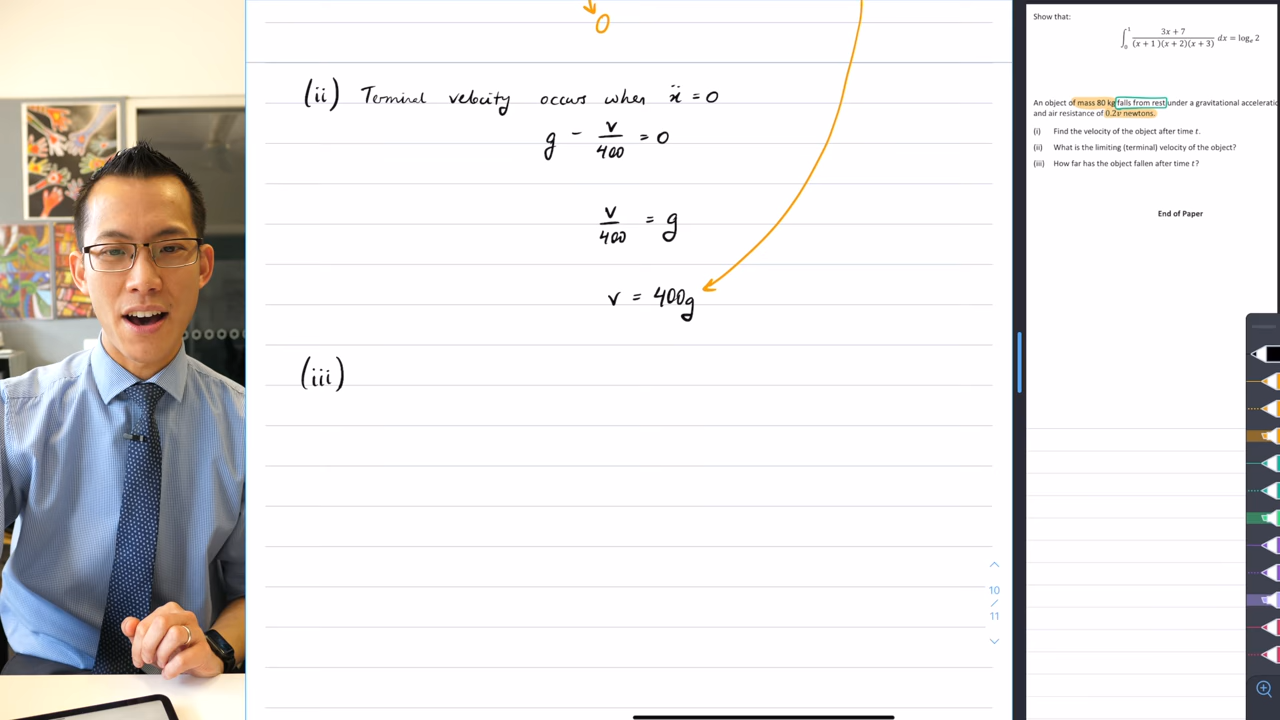 0
(ii) Terminal velocity occurs when ẍ = 0
g - v/400 = 0
v/400 = g
v = 400g
(iii)
10
/
11
Show that:
∫₀¹ (3x + 7)/((x + 1)(x + 2)(x + 3)) dx = logₑ 2
An object of mass 80 kg falls from rest under a gravitational
and air resistance of 0.2v newtons.
(i) Find the velocity of the object after time t.
(ii) What is the limiting (terminal) velocity of the object?
(iii) How far has the object fallen after time t?
End of Paper